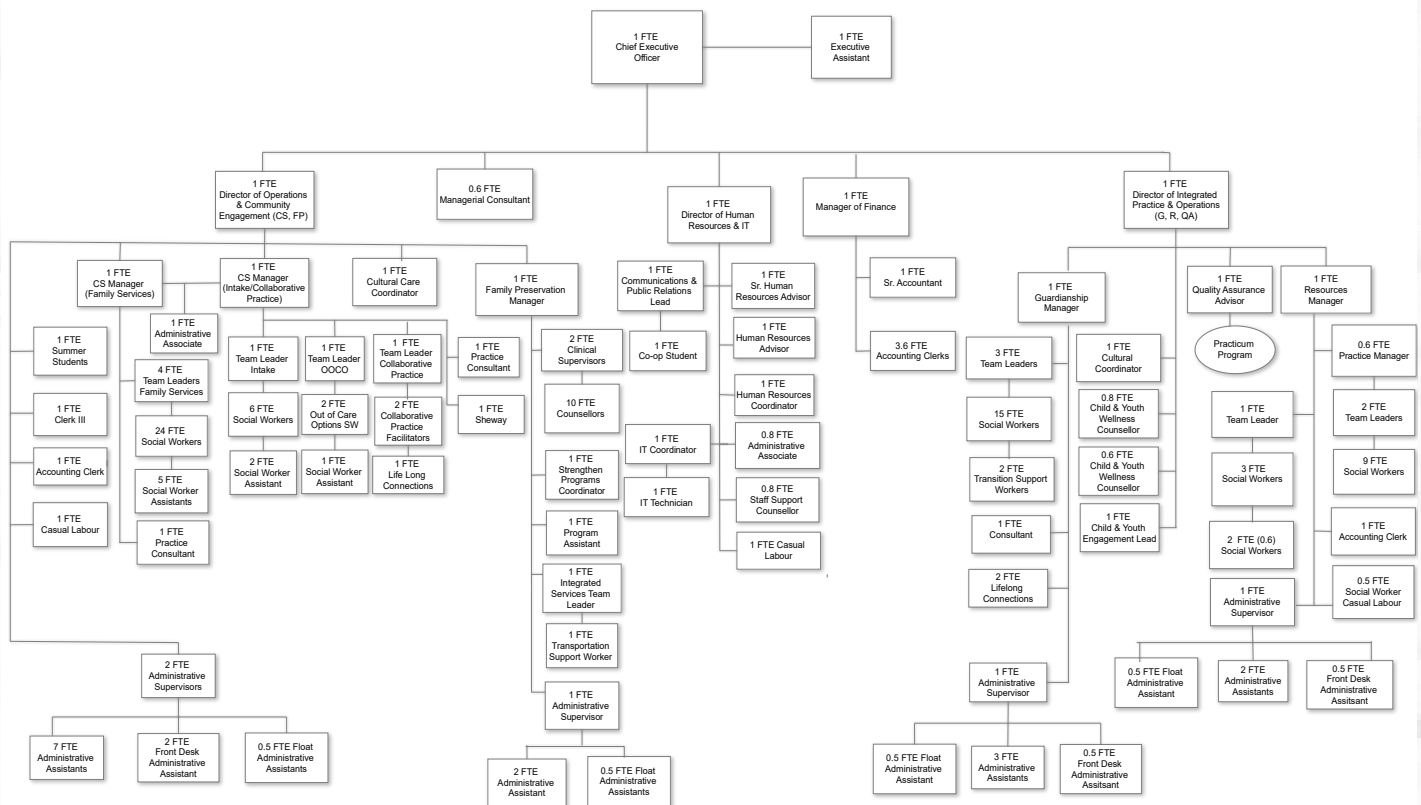 1 FTE
Chief Executive
Officer
1 FTE
Executive
Assistant
1 FTE
Director of Operations
& Community
Engagement (CS, FP)
0.6 FTE
Managerial Consultant
1 FTE
Director of Human
Resources & IT
1 FTE
Manager of Finance
1 FTE
Director of Integrated
Practice & Operations
(G, R, QA)
1 FTE
CS Manager
(Family Services)
1 FTE
CS Manager
(Intake/Collaborative
Practice)
1 FTE
Cultural Care
Coordinator
1 FTE
Family Preservation
Manager
1 FTE
Administrative
Associate
1 FTE
Summer
Students
1 FTE
Clerk III
1 FTE
Accounting Clerk
1 FTE
Casual Labour
4 FTE
Team Leaders
Family Services
24 FTE
Social Workers
5 FTE
Social Worker
Assistants
1 FTE
Practice
Consultant
1 FTE
Team Leader
Intake
6 FTE
Social Workers
2 FTE
Social Worker
Assistant
1 FTE
Team Leader
OOCO
2 FTE
Out of Care
Options SW
1 FTE
Social Worker
Assistant
1 FTE
Team Leader
Collaborative
Practice
2 FTE
Collaborative
Practice
Facilitators
1 FTE
Life Long
Connections
1 FTE
Practice
Consultant
1 FTE
Sheway
2 FTE
Clinical
Supervisors
10 FTE
Counsellors
1 FTE
Strengthen
Programs
Coordinator
1 FTE
Program
Assistant
1 FTE
Integrated
Services Team
Leader
1 FTE
Transportation
Support Worker
1 FTE
Administrative
Supervisor
2 FTE
Administrative
Assistant
0.5 FTE Float
Administrative
Assistants
2 FTE
Administrative
Supervisors
7 FTE
Administrative
Assistants
2 FTE
Front Desk
Administrative
Assistant
0.5 FTE Float
Administrative
Assistants
1 FTE
Communications &
Public Relations
Lead
1 FTE
Co-op Student
1 FTE
Sr. Human
Resources Advisor
1 FTE
Human Resources
Advisor
1 FTE
Human Resources
Coordinator
1 FTE
IT Coordinator
1 FTE
IT Technician
0.8 FTE
Administrative
Associate
0.8 FTE
Staff Support
Counsellor
1 FTE Casual
Labour
1 FTE
Sr. Accountant
3.6 FTE
Accounting Clerks
1 FTE
Guardianship
Manager
1 FTE
Quality Assurance
Advisor
1 FTE
Resources
Manager
Practicum
Program
3 FTE
Team Leaders
15 FTE
Social Workers
2 FTE
Transition Support
Workers
1 FTE
Consultant
2 FTE
Lifelong
Connections
1 FTE
Cultural
Coordinator
0.8 FTE
Child & Youth
Wellness
Counsellor
0.6 FTE
Child & Youth
Wellness
Counsellor
1 FTE
Child & Youth
Engagement Lead
1 FTE
Administrative
Supervisor
0.5 FTE Float
Administrative
Assistant
3 FTE
Administrative
Assistants
0.5 FTE
Front Desk
Administrative
Assitsant
0.6 FTE
Practice Manager
1 FTE
Team Leader
3 FTE
Social Workers
2 FTE (0.6)
Social Workers
2 FTE
Team Leaders
9 FTE
Social Workers
1 FTE
Accounting Clerk
0.5 FTE
Social Worker
Casual Labour
1 FTE
Administrative
Supervisor
0.5 FTE Float
Administrative
Assistant
2 FTE
Administrative
Assistants
0.5 FTE
Front Desk
Administrative
Assitsant